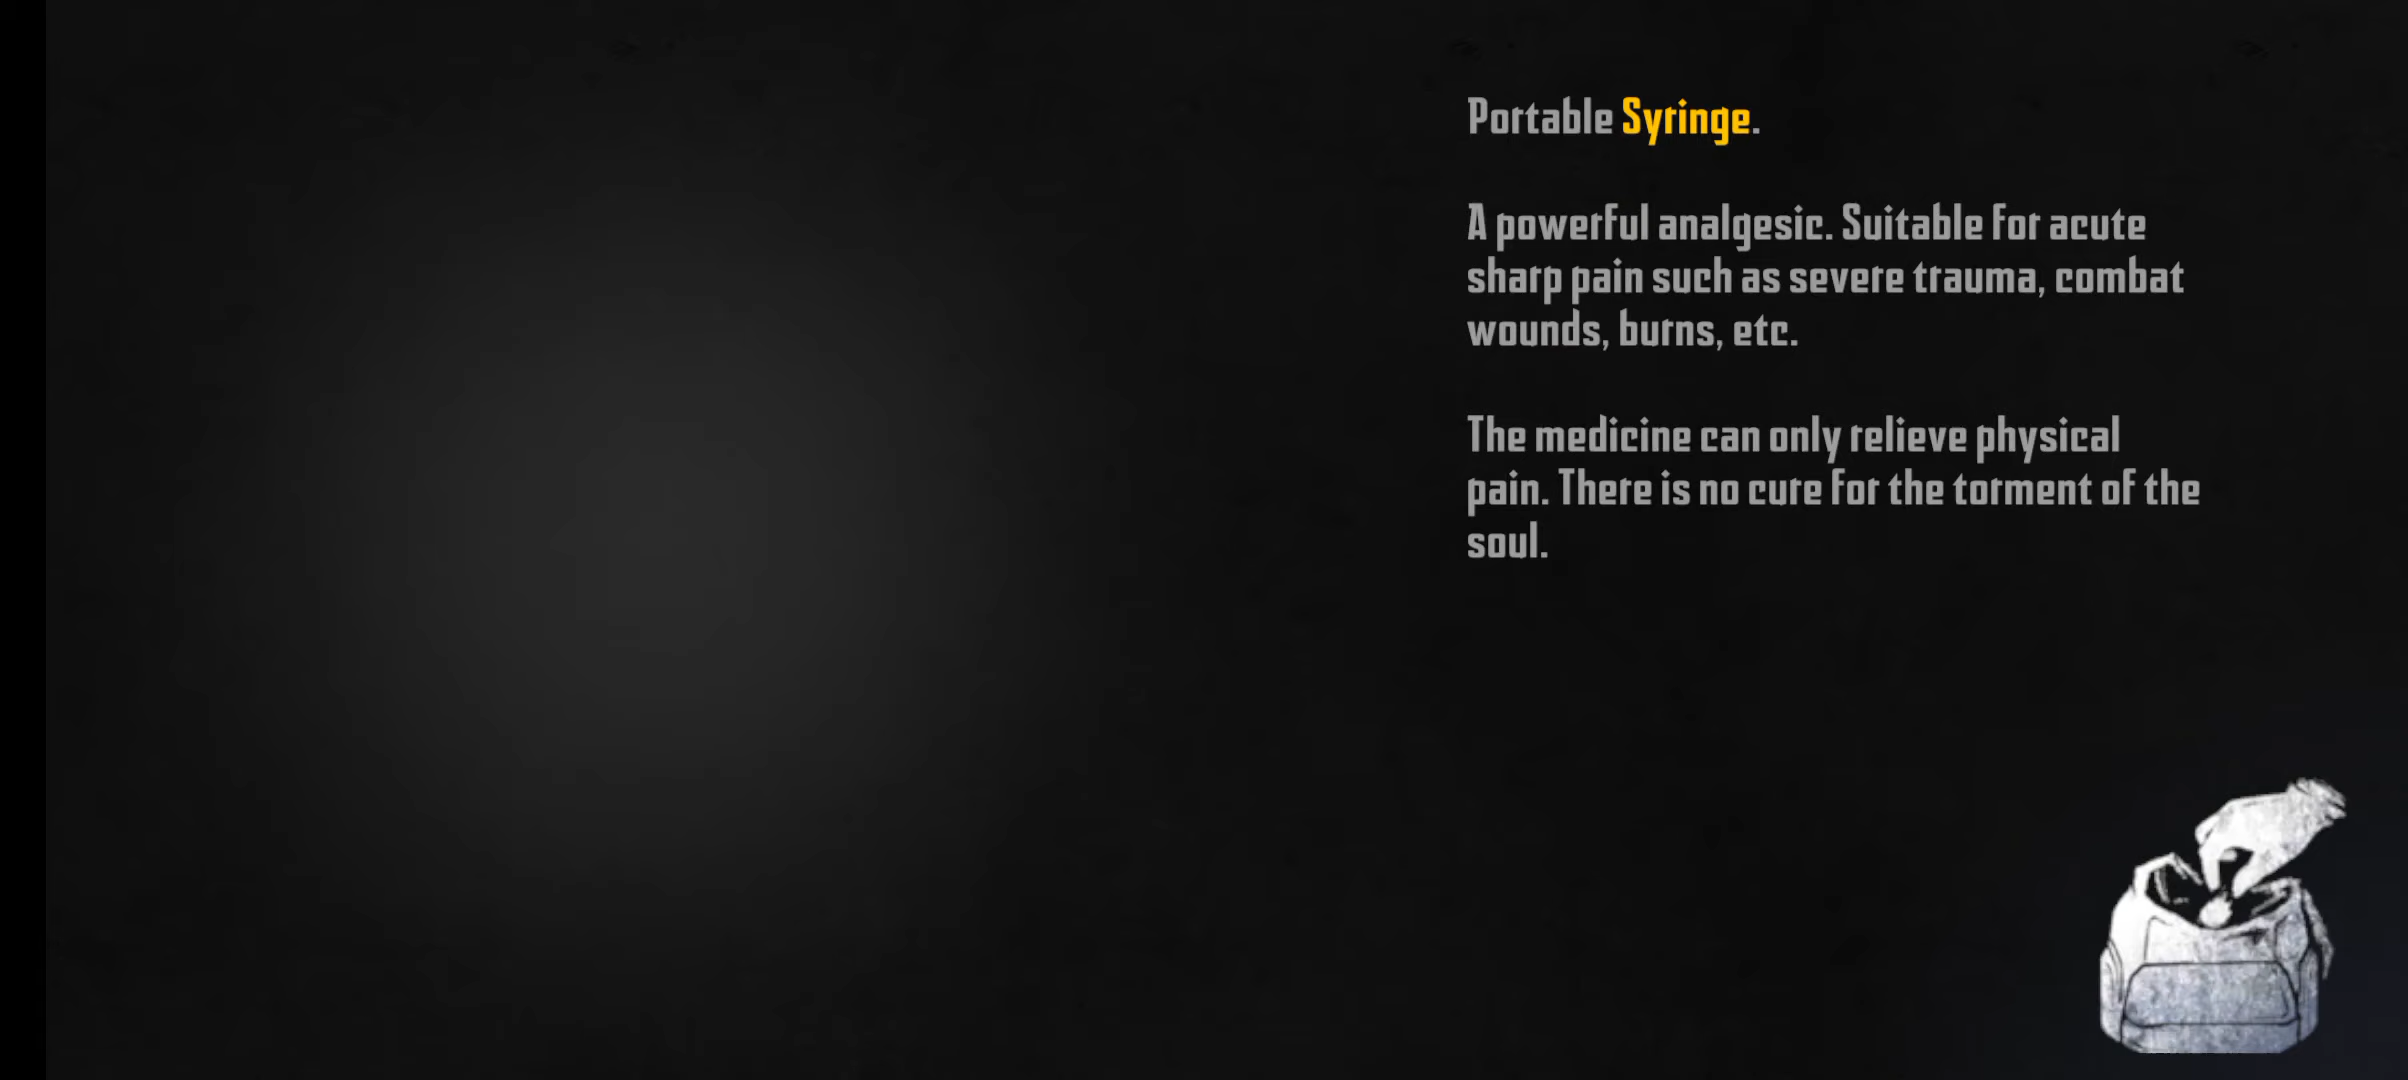 Portable Syringe.
A powerful analgesic. Suitable for acute
sharp pain such as severe trauma, combat
wounds, burns, etc.
The medicine can only relieve physical
pain. There is no cure for the torment of the
soul.